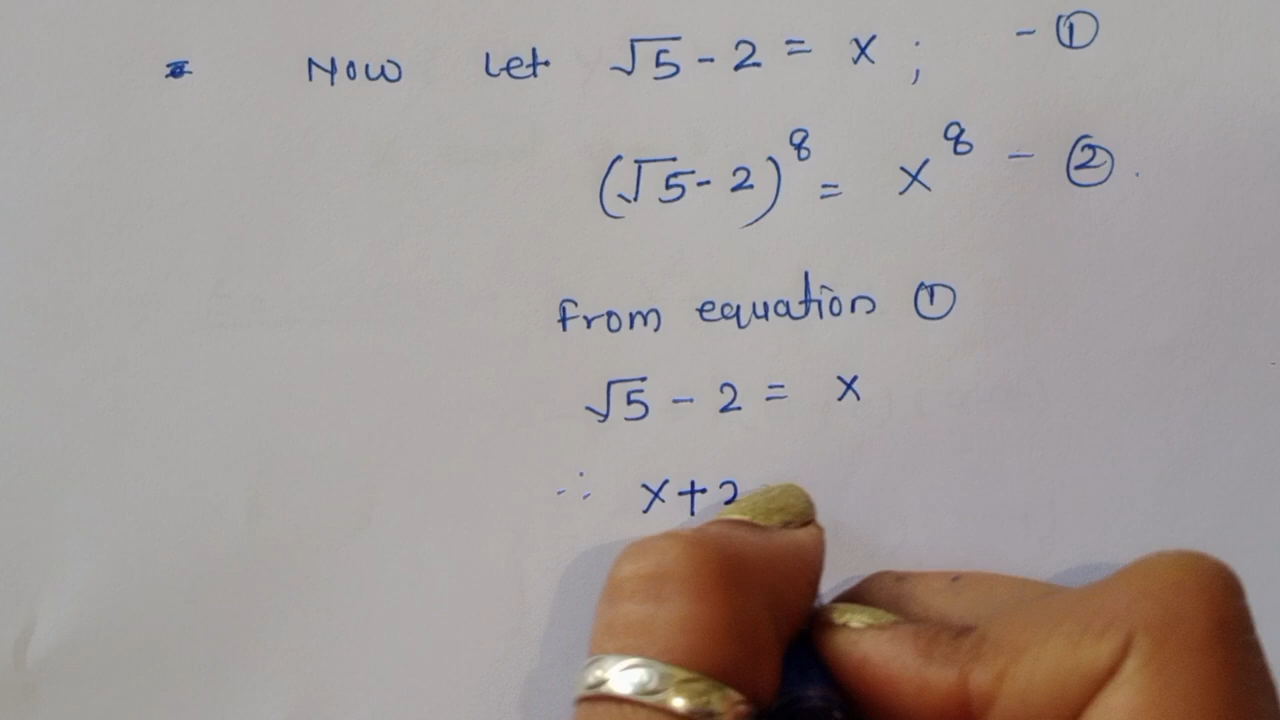 Now Let √5 - 2 = x ; - ①
(√5 - 2)⁸ = x⁸ - ② .
From equation ①
√5 - 2 = x
∴ x + 2